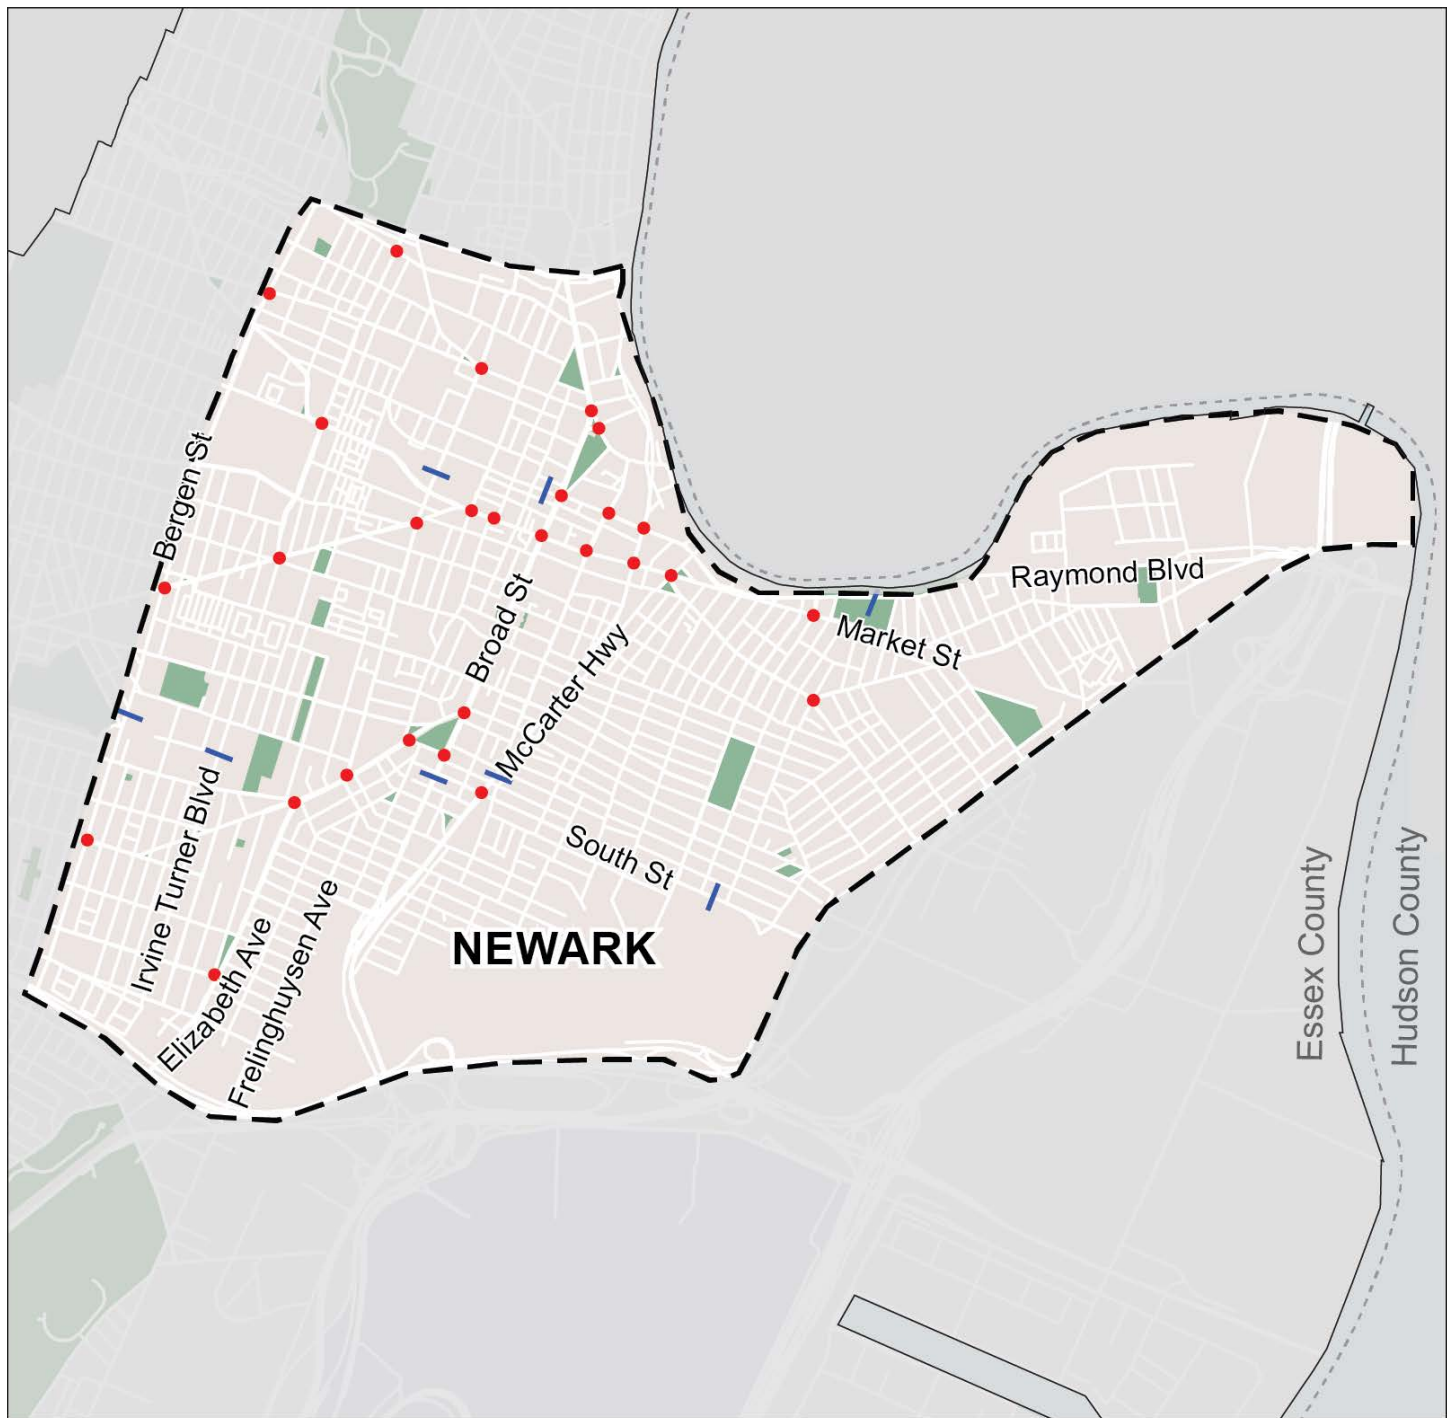 Bergen St
Raymond Blvd
Broad St
Market St
McCarter Hwy
Irvine Turner Blvd
South St
Elizabeth Ave
Frelinghuysen Ave
NEWARK
Essex County
Hudson County